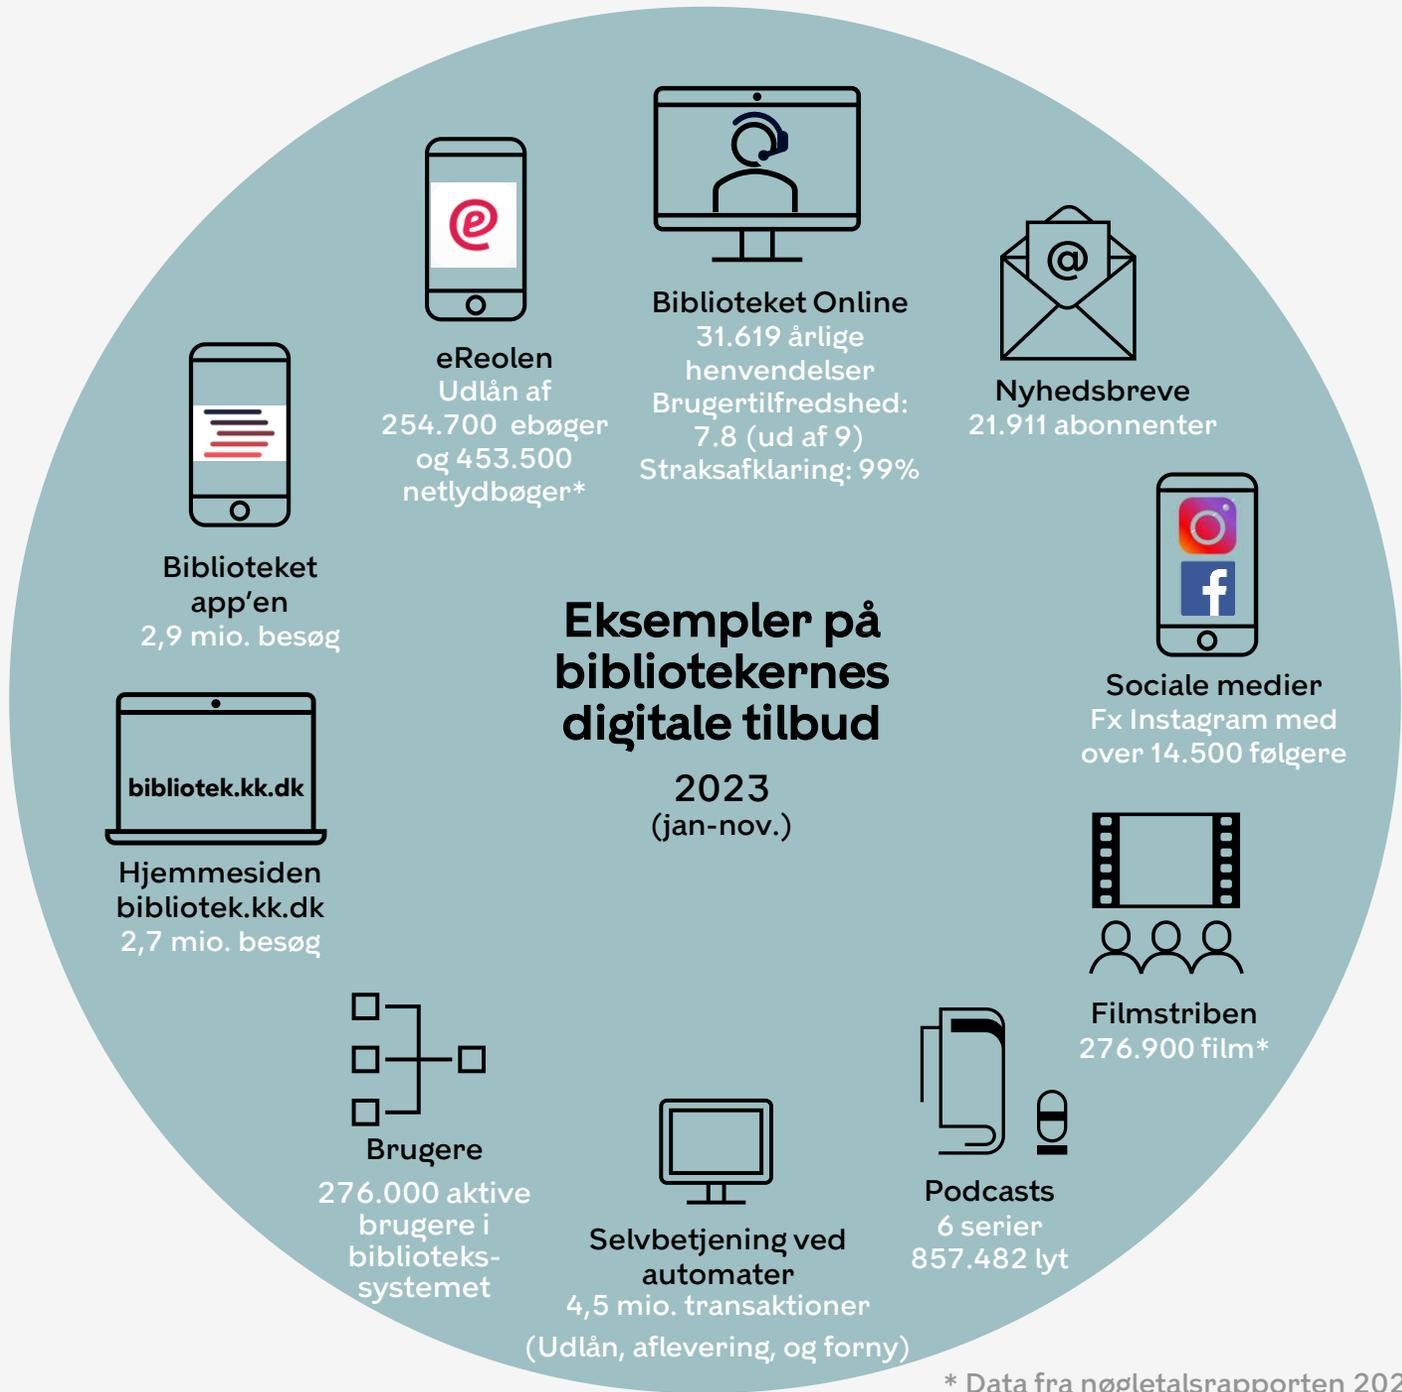 Biblioteket Online
31.619 årlige
henvendelser
Brugertilfredshed:
7.8 (ud af 9)
Straksafklaring: 99%
eReolen
Udlån af
254.700 ebøger
og 453.500
netlydbøger*
@
Nyhedsbreve
21.911 abonnenter
Biblioteket
app'en
2,9 mio. besøg
Eksempler på
bibliotekernes
digitale tilbud
2023
(jan-nov.)
Sociale medier
Fx Instagram med
over 14.500 følgere
bibliotek.kk.dk
Hjemmesiden
bibliotek.kk.dk
2,7 mio. besøg
Filmstriben
276.900 film*
Brugere
276.000 aktive
brugere i
biblioteks-
systemet
Selvbetjening ved
automater
4,5 mio. transaktioner
(Udlån, aflevering, og forny)
Podcasts
6 serier
857.482 lyt
* Data fra nøgletalsrapporten